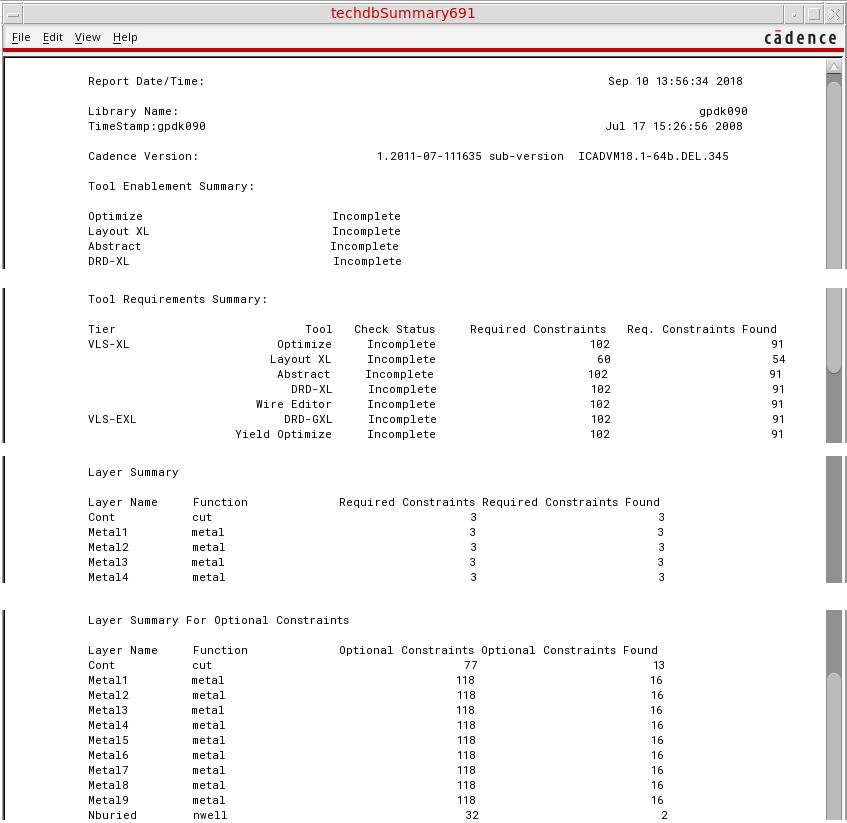 techdbSummary691
File Edit View Help cādence
Report Date/Time: Sep 10 13:56:34 2018
Library Name: gpdk090
TimeStamp:gpdk090 Jul 17 15:26:56 2008
Cadence Version: 1.2011-07-111635 sub-version ICADVM18.1-64b.DEL.345
Tool Enablement Summary:
Optimize Incomplete
Layout XL Incomplete
Abstract Incomplete
DRD-XL Incomplete
Tool Requirements Summary:
Tier Tool Check Status Required Constraints Req. Constraints Found
VLS-XL Optimize Incomplete 102 91
Layout XL Incomplete 60 54
Abstract Incomplete 102 91
DRD-XL Incomplete 102 91
Wire Editor Incomplete 102 91
VLS-EXL DRD-GXL Incomplete 102 91
Yield Optimize Incomplete 102 91
Layer Summary
Layer Name Function Required Constraints Required Constraints Found
Cont cut 3 3
Metal1 metal 3 3
Metal2 metal 3 3
Metal3 metal 3 3
Metal4 metal 3 3
Layer Summary For Optional Constraints
Layer Name Function Optional Constraints Optional Constraints Found
Cont cut 77 13
Metal1 metal 118 16
Metal2 metal 118 16
Metal3 metal 118 16
Metal4 metal 118 16
Metal5 metal 118 16
Metal6 metal 118 16
Metal7 metal 118 16
Metal8 metal 118 16
Metal9 metal 118 16
Nburied nwell 32 2